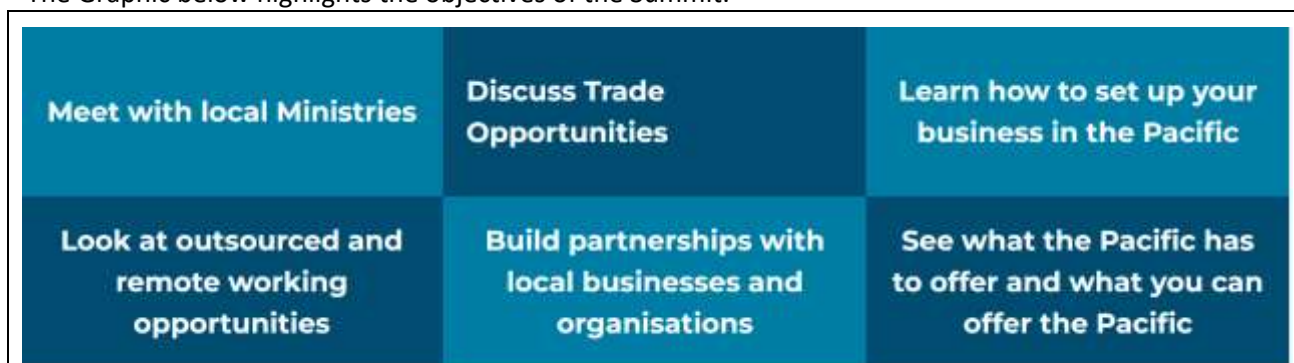 The Graphic below highlights the objectives of the Summit.
Meet with local Ministries
Discuss Trade
Opportunities
Learn how to set up your
business in the Pacific
Look at outsourced and
remote working
opportunities
Build partnerships with
local businesses and
organisations
See what the Pacific has
to offer and what you can
offer the Pacific